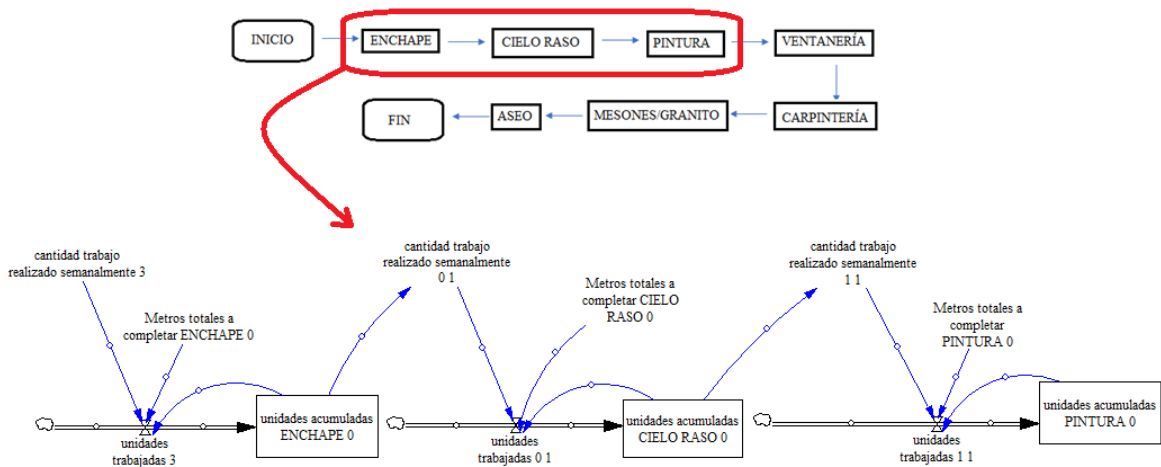 INICIO
ENCHAPE
CIELO RASO
PINTURA
VENTANERÍA
FIN
ASEO
MESONES/GRANITO
CARPINTERÍA
cantidad trabajo
realizado semanalmente 3
Metros totales a
completar ENCHAPE 0
unidades
trabajadas 3
unidades acumuladas
ENCHAPE 0
cantidad trabajo
realizado semanalmente
0 1
Metros totales a
completar CIELO
RASO 0
unidades
trabajadas 0 1
unidades acumuladas
CIELO RASO 0
cantidad trabajo
realizado semanalmente
1 1
Metros totales a
completar
PINTURA 0
unidades
trabajadas 1 1
unidades acumuladas
PINTURA 0